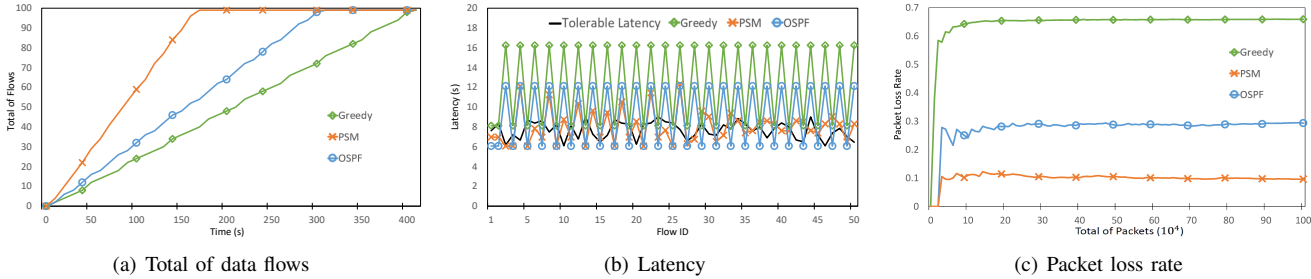 100
90
80
70
60
50
40
30
20
10
0
Total of Flows
0 50 100 150 200 250 300 350 400
Time (s)
Greedy
PSM
OSPF
(a) Total of data flows
20
18
16
14
12
10
8
6
4
2
0
Latency (s)
Tolerable Latency Greedy PSM OSPF
1 5 10 15 20 25 30 35 40 45 50
Flow ID
(b) Latency
0.7
0.6
0.5
0.4
0.3
0.2
0.1
0
Packet Loss Rate
Greedy
PSM
OSPF
0 10 20 30 40 50 60 70 80 90 100
Total of Packets (10⁴)
(c) Packet loss rate